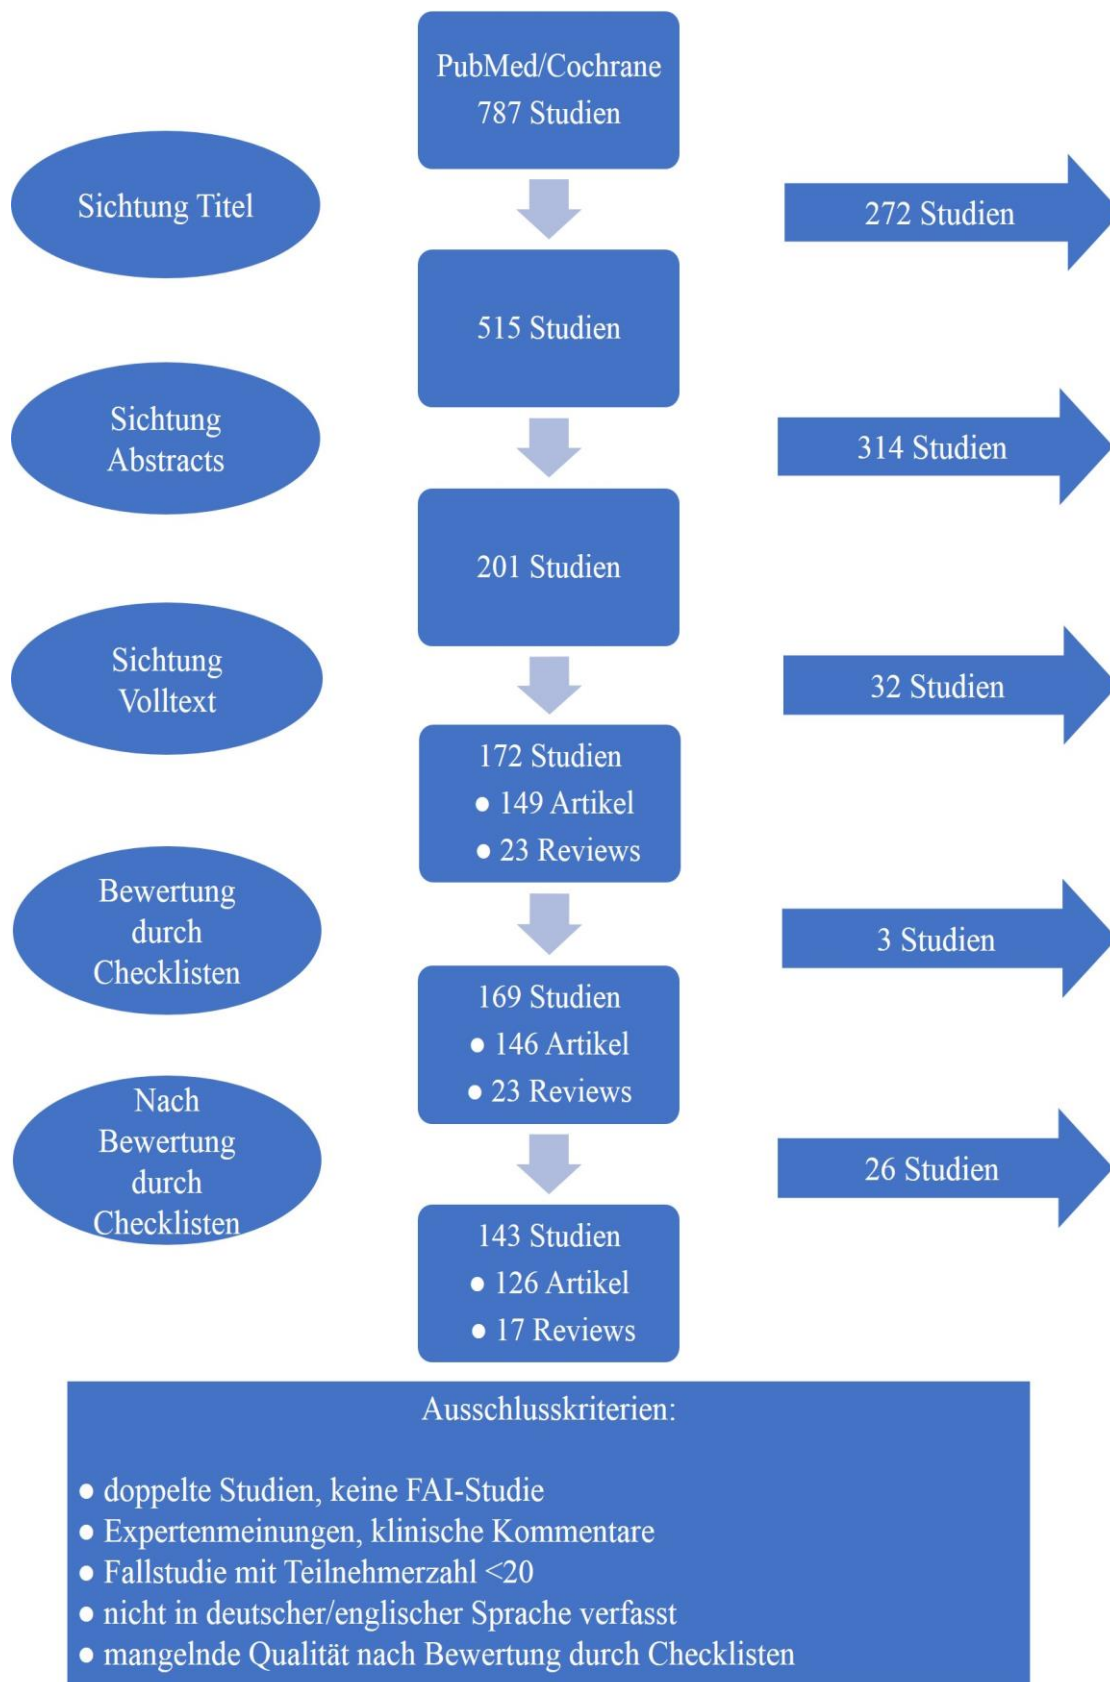 PubMed/Cochrane
787 Studien
Sichtung Titel
272 Studien
515 Studien
Sichtung
Abstracts
314 Studien
201 Studien
Sichtung
Volltext
32 Studien
172 Studien
● 149 Artikel
● 23 Reviews
Bewertung
durch
Checklisten
3 Studien
169 Studien
● 146 Artikel
● 23 Reviews
Nach
Bewertung
durch
Checklisten
26 Studien
143 Studien
● 126 Artikel
● 17 Reviews
Ausschlusskriterien:
● doppelte Studien, keine FAI-Studie
● Expertenmeinungen, klinische Kommentare
● Fallstudie mit Teilnehmerzahl <20
● nicht in deutscher/englischer Sprache verfasst
● mangelnde Qualität nach Bewertung durch Checklisten